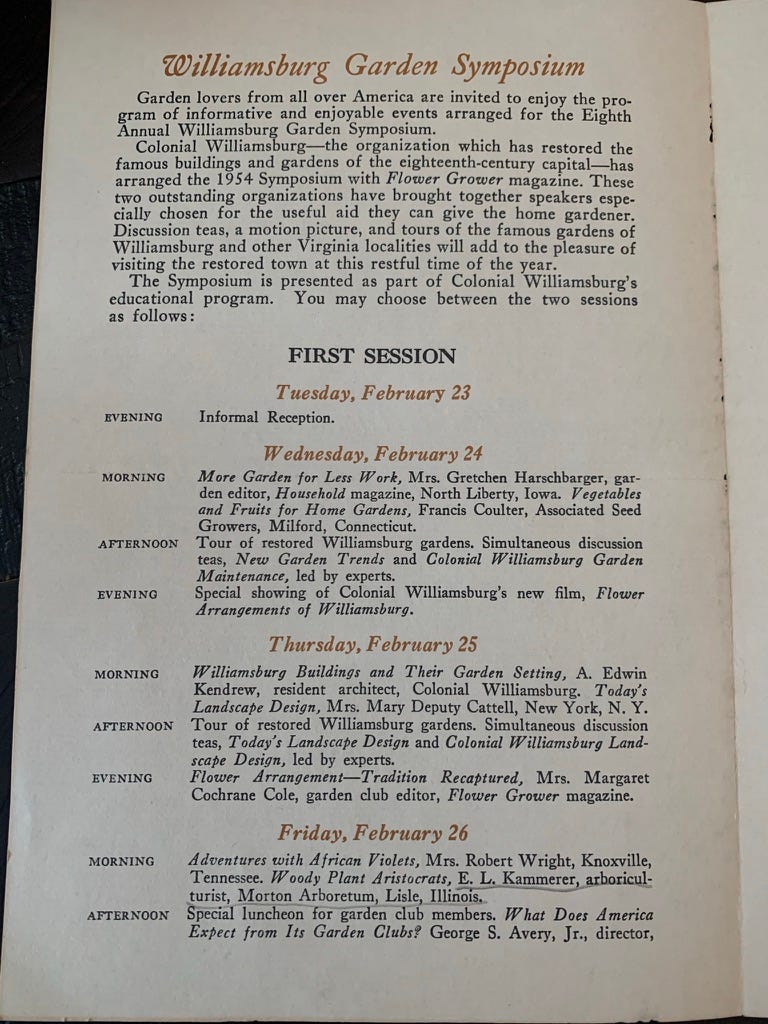 Williamsburg Garden Symposium
Garden lovers from all over America are invited to enjoy the pro-
gram of informative and enjoyable events arranged for the Eighth
Annual Williamsburg Garden Symposium.
Colonial Williamsburg—the organization which has restored the
famous buildings and gardens of the eighteenth-century capital—has
arranged the 1954 Symposium with Flower Grower magazine. These
two outstanding organizations have brought together speakers espe-
cially chosen for the useful aid they can give the home gardener.
Discussion teas, a motion picture, and tours of the famous gardens of
Williamsburg and other Virginia localities will add to the pleasure of
visiting the restored town at this restful time of the year.
The Symposium is presented as part of Colonial Williamsburg's
educational program. You may choose between the two sessions
as follows:
FIRST SESSION
Tuesday, February 23
EVENING Informal Reception.
Wednesday, February 24
MORNING More Garden for Less Work, Mrs. Gretchen Harschbarger, gar-
den editor, Household magazine, North Liberty, Iowa. Vegetables
and Fruits for Home Gardens, Francis Coulter, Associated Seed
Growers, Milford, Connecticut.
AFTERNOON Tour of restored Williamsburg gardens. Simultaneous discussion
teas, New Garden Trends and Colonial Williamsburg Garden
Maintenance, led by experts.
EVENING Special showing of Colonial Williamsburg's new film, Flower
Arrangements of Williamsburg.
Thursday, February 25
MORNING Williamsburg Buildings and Their Garden Setting, A. Edwin
Kendrew, resident architect, Colonial Williamsburg. Today's
Landscape Design, Mrs. Mary Deputy Cattell, New York, N. Y.
AFTERNOON Tour of restored Williamsburg gardens. Simultaneous discussion
teas, Today's Landscape Design and Colonial Williamsburg Land-
scape Design, led by experts.
EVENING Flower Arrangement—Tradition Recaptured, Mrs. Margaret
Cochrane Cole, garden club editor, Flower Grower magazine.
Friday, February 26
MORNING Adventures with African Violets, Mrs. Robert Wright, Knoxville,
Tennessee. Woody Plant Aristocrats, E. L. Kammerer, arboricul-
turist, Morton Arboretum, Lisle, Illinois.
AFTERNOON Special luncheon for garden club members. What Does America
Expect from Its Garden Clubs? George S. Avery, Jr., director,